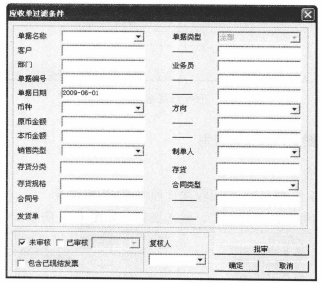 应收单过滤条件
单据名称 单据类型 全部
客户
部门 业务员
单据编号
单据日期 2009-06-01
币种 方向
原币金额
本币金额
销售类型 制单人
存货分类 存货
存货规格 合同类型
合同号
发货单
未审核 已审核 复核人 批审
包含已现结发票 确定 取消